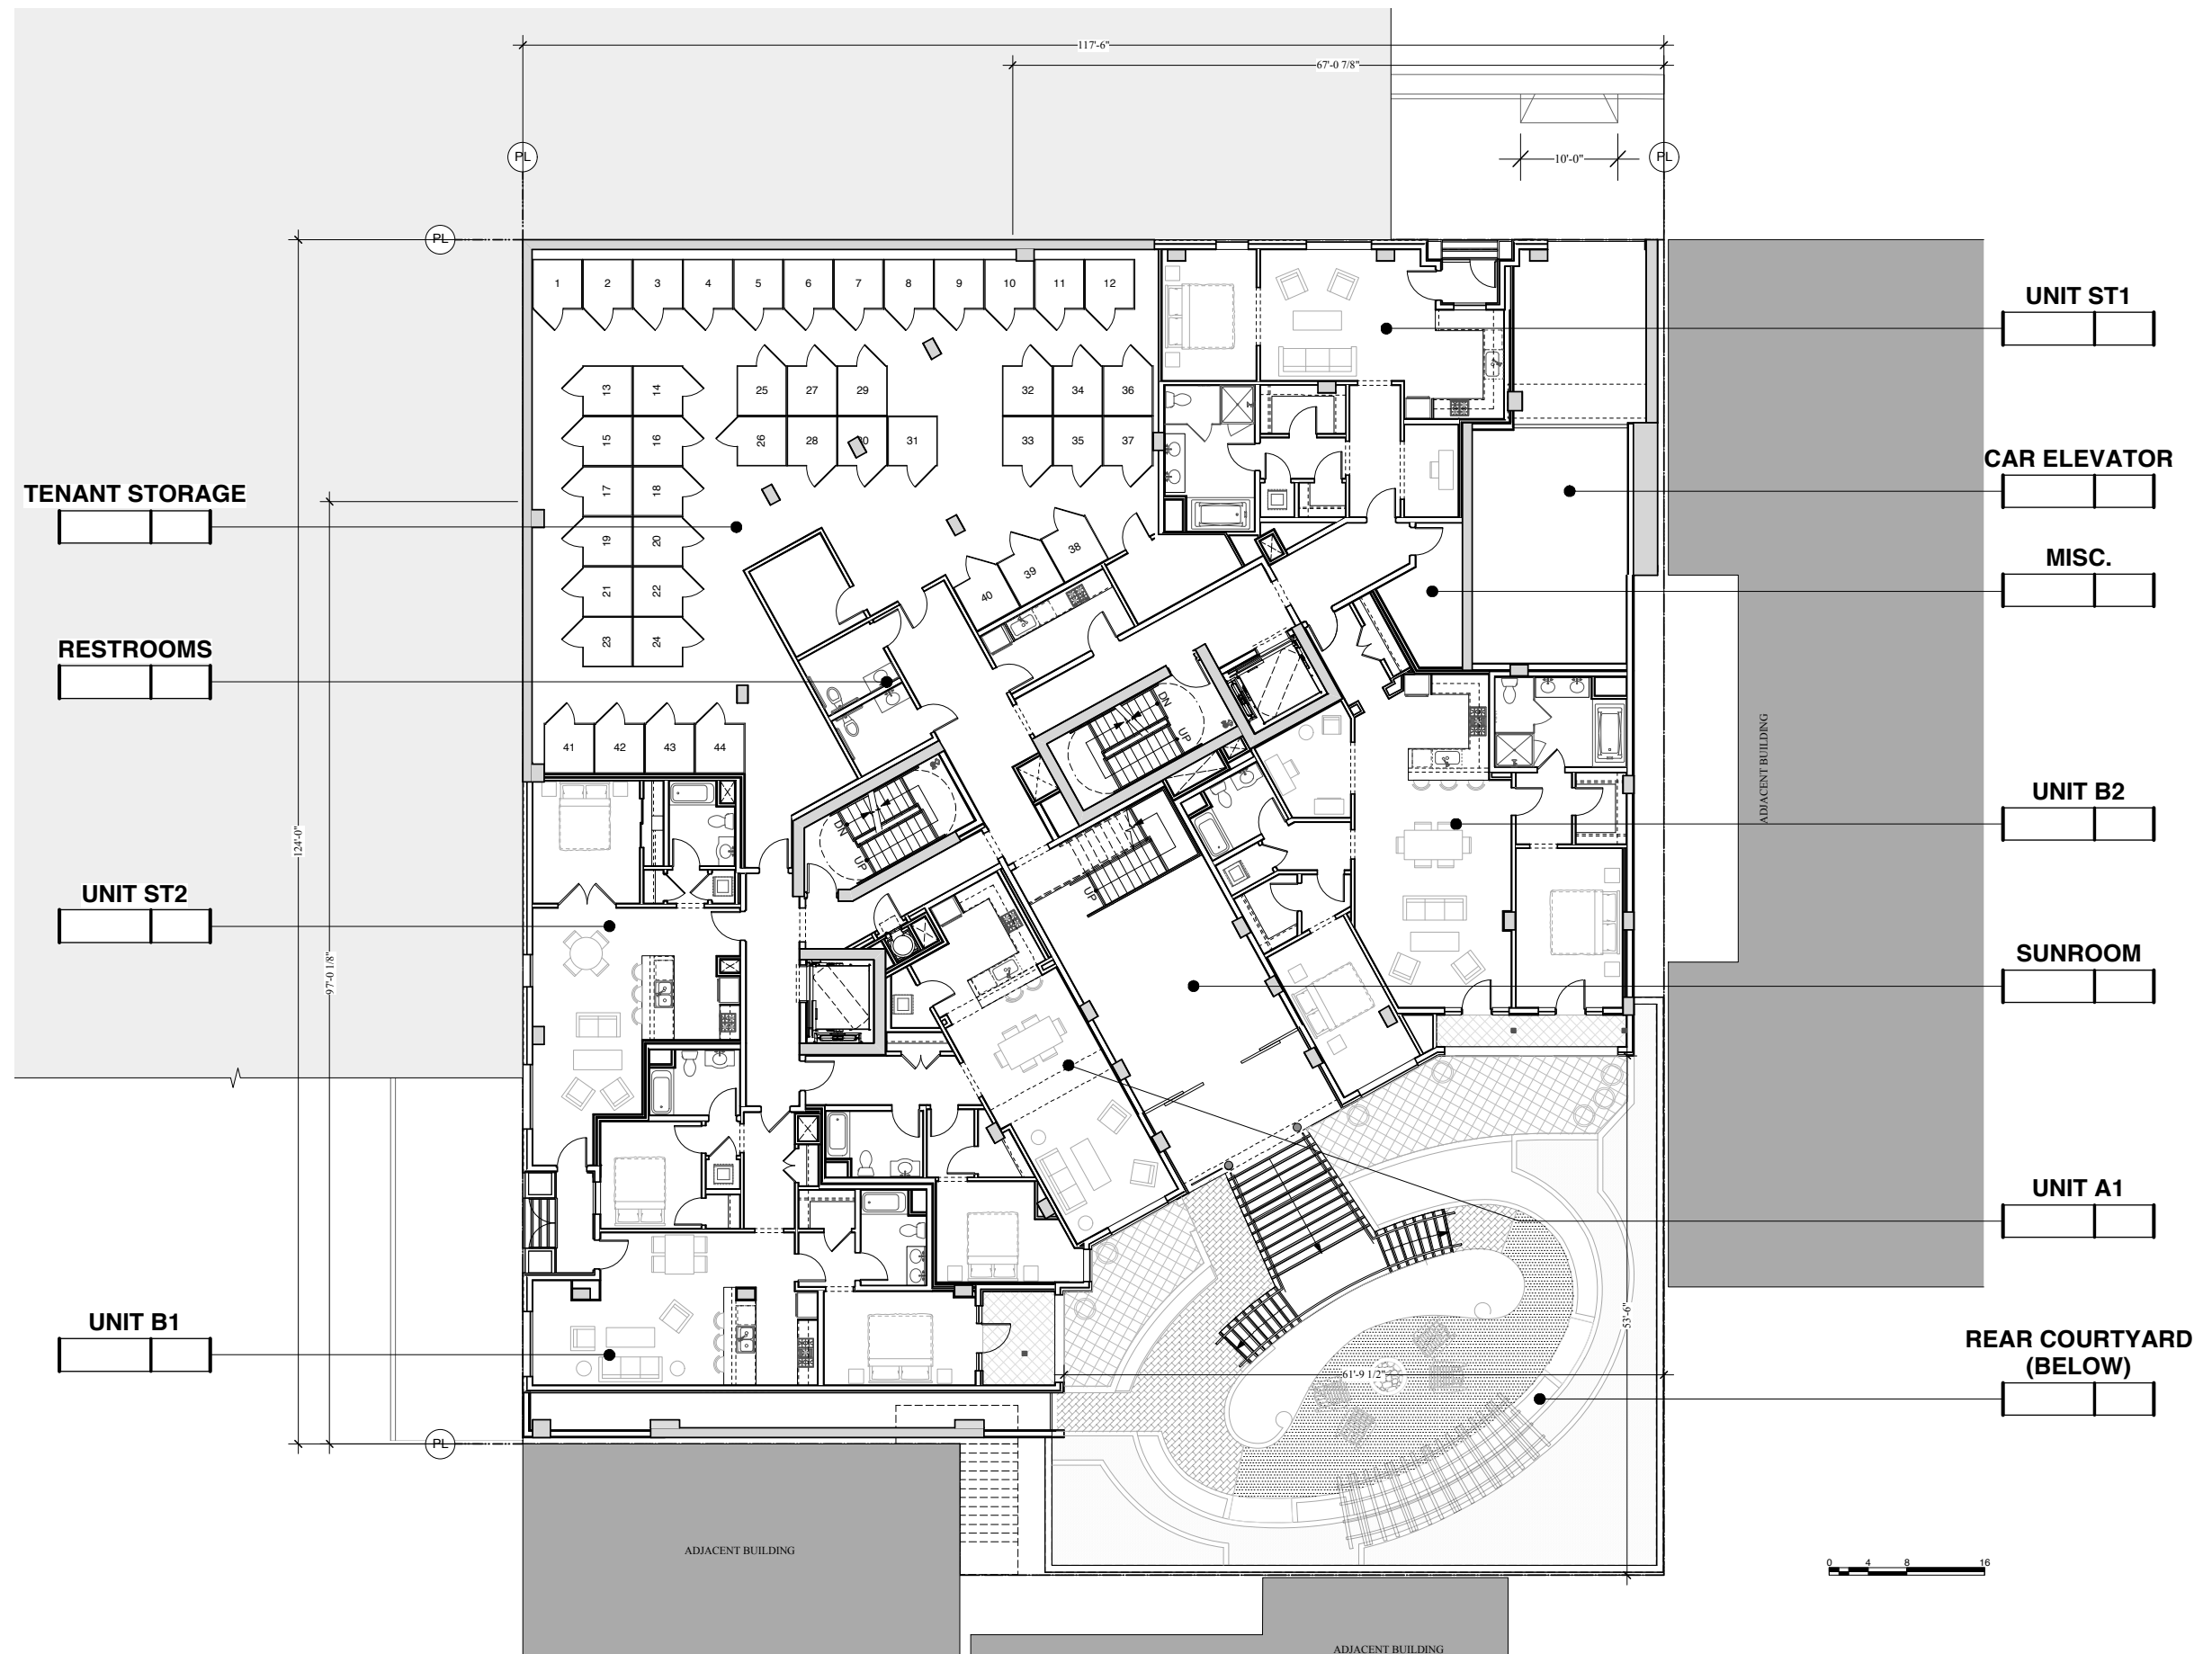 117'-6"
67'-0 7/8"
10'-0"
PL
PL
PL
PL
124'-0"
97'-0 1/8"
53'-6"
61'-9 1/2"
TENANT STORAGE
RESTROOMS
UNIT ST2
UNIT B1
UNIT ST1
CAR ELEVATOR
MISC.
UNIT B2
SUNROOM
UNIT A1
REAR COURTYARD
(BELOW)
1 2 3 4 5 6 7 8 9 10 11 12
13 14
15 16
17 18
19 20
21 22
23 24
25 27 29
26 28 30 31
32 34 36
33 35 37
38
39
40
41 42 43 44
DN
UP
DN
UP
UP
ADJACENT BUILDING
ADJACENT BUILDING
ADJACENT BUILDING
0 4 8 16